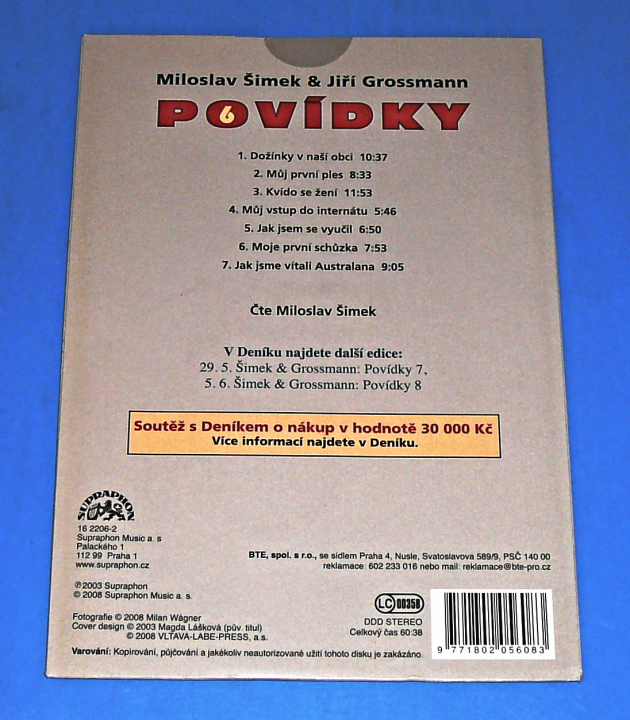 Miloslav Šimek & Jiří Grossmann
POVÍDKY
6
1. Dožínky v naší obci 10:37
2. Můj první ples 8:33
3. Kvído se žení 11:53
4. Můj vstup do internátu 5:46
5. Jak jsem se vyučil 6:50
6. Moje první schůzka 7:53
7. Jak jsme vítali Australana 9:05
Čte Miloslav Šimek
V Deníku najdete další edice:
29. 5. Šimek & Grossmann: Povídky 7,
5. 6. Šimek & Grossmann: Povídky 8
Soutěž s Deníkem o nákup v hodnotě 30 000 Kč
Více informací najdete v Deníku.
SUPRAPHON
16 2206-2
Supraphon Music a. s
Palackého 1
112 99 Praha 1
www.supraphon.cz
℗2003 Supraphon
© 2008 Supraphon Music a. s.
Fotografie © 2008 Milan Wágner
Cover design © 2003 Magda Lášková (pův. titul)
© 2008 VLTAVA-LABE-PRESS, a.s.
BTE, spol. s r.o., se sídlem Praha 4, Nusle, Svatoslavova 589/9, PSČ 140 00
reklamace: 602 233 016 nebo mail: reklamace@bte-pro.cz
LC 00358
DDD STEREO
Celkový čas 60:38
9 771802 056083
Varování: Kopírování, půjčování a jakékoliv neautorizované užití tohoto disku je zakázáno.